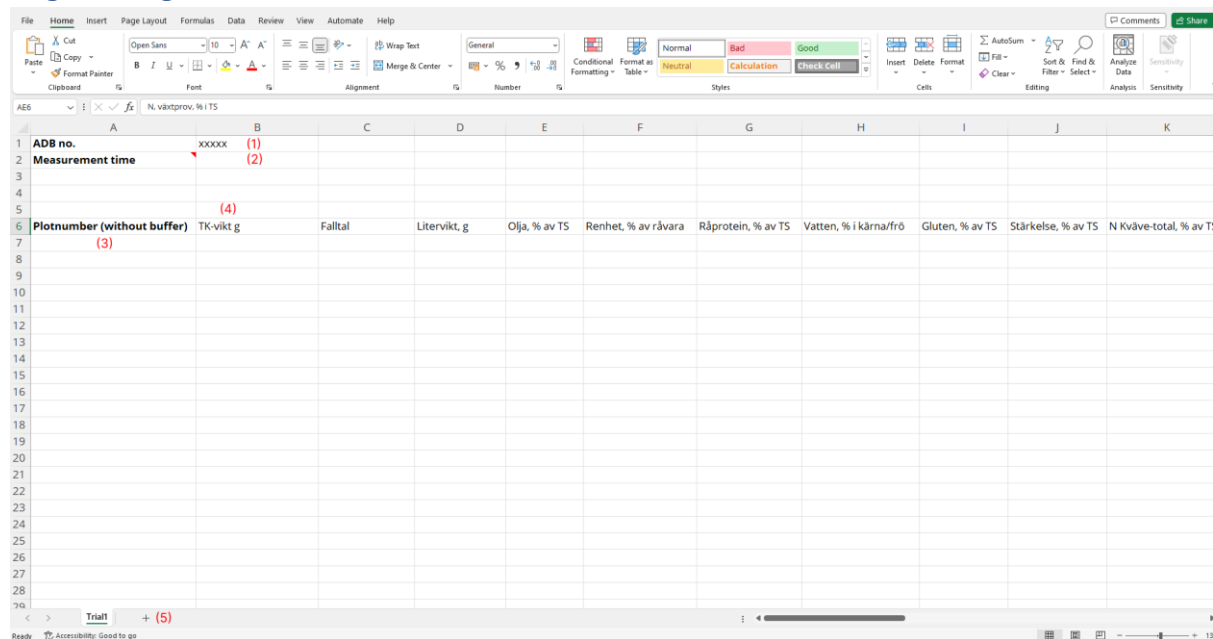 File Home Insert Page Layout Formulas Data Review View Automate Help Comments Share
Paste Cut Copy Format Painter
Open Sans 10 A^ A˅
B I U
Wrap Text
Merge & Center
General
% 9
Conditional Formatting Format as Table
Normal Bad Good
Neutral Calculation Check Cell
Insert Delete Format
AutoSum
Fill
Clear
Sort & Filter Find & Select
Analyze Data
Sensitivity
Clipboard Font Alignment Number Styles Cells Editing Analysis Sensitivity
AE6 fx N, växtprov. % i TS
A B C D E F G H I J K
1 ADB no. xxxxx (1)
2 Measurement time (2)
3
4
5 (4)
6 Plotnumber (without buffer) TK-vikt g Falltal Litervikt, g Olja, % av TS Renhet, % av råvara Råprotein, % av TS Vatten, % i kärna/frö Gluten, % av TS Stärkelse, % av TS N Kväve-total, % av TS
7 (3)
8
9
10
11
12
13
14
15
16
17
18
19
20
21
22
23
24
25
26
27
28
29
Trial1 + (5)
Ready Accessibility: Good to go